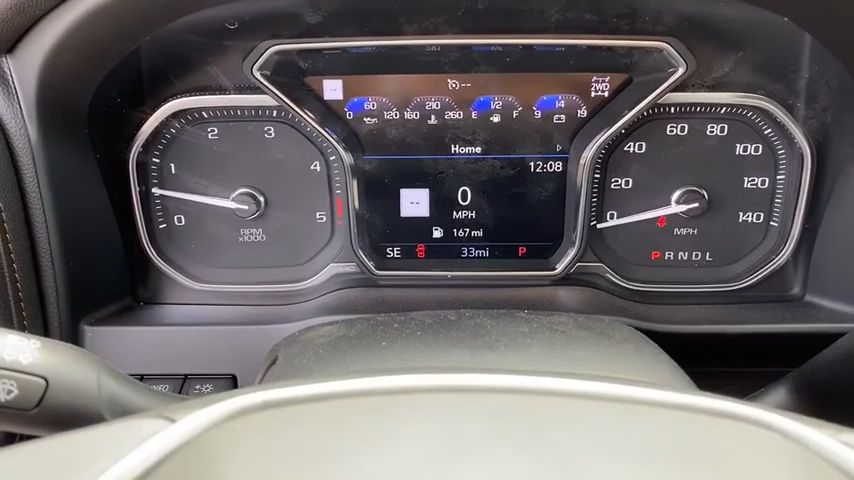 --
--
2WD
60
0 120
210
160 260
1/2
E F
14
9 19
Home
12:08
--
0
MPH
167 mi
SE 33mi P
0 1 2 3 4 5
RPM
x1000
0 20 40 60 80 100 120 140
MPH
PRNDL
INFO